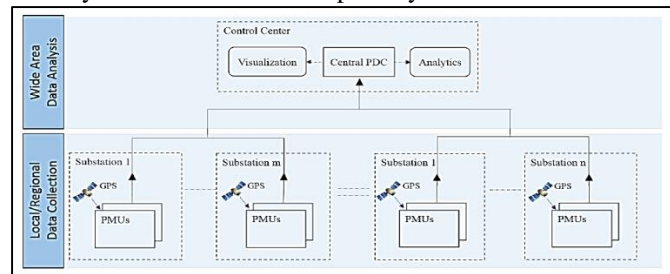 Control Center
Wide Area
Data Analysis
Visualization
Central PDC
Analytics
Local/Regional
Data Collection
Substation 1
GPS
PMUs
Substation m
GPS
PMUs
Substation 1
GPS
PMUs
Substation n
GPS
PMUs